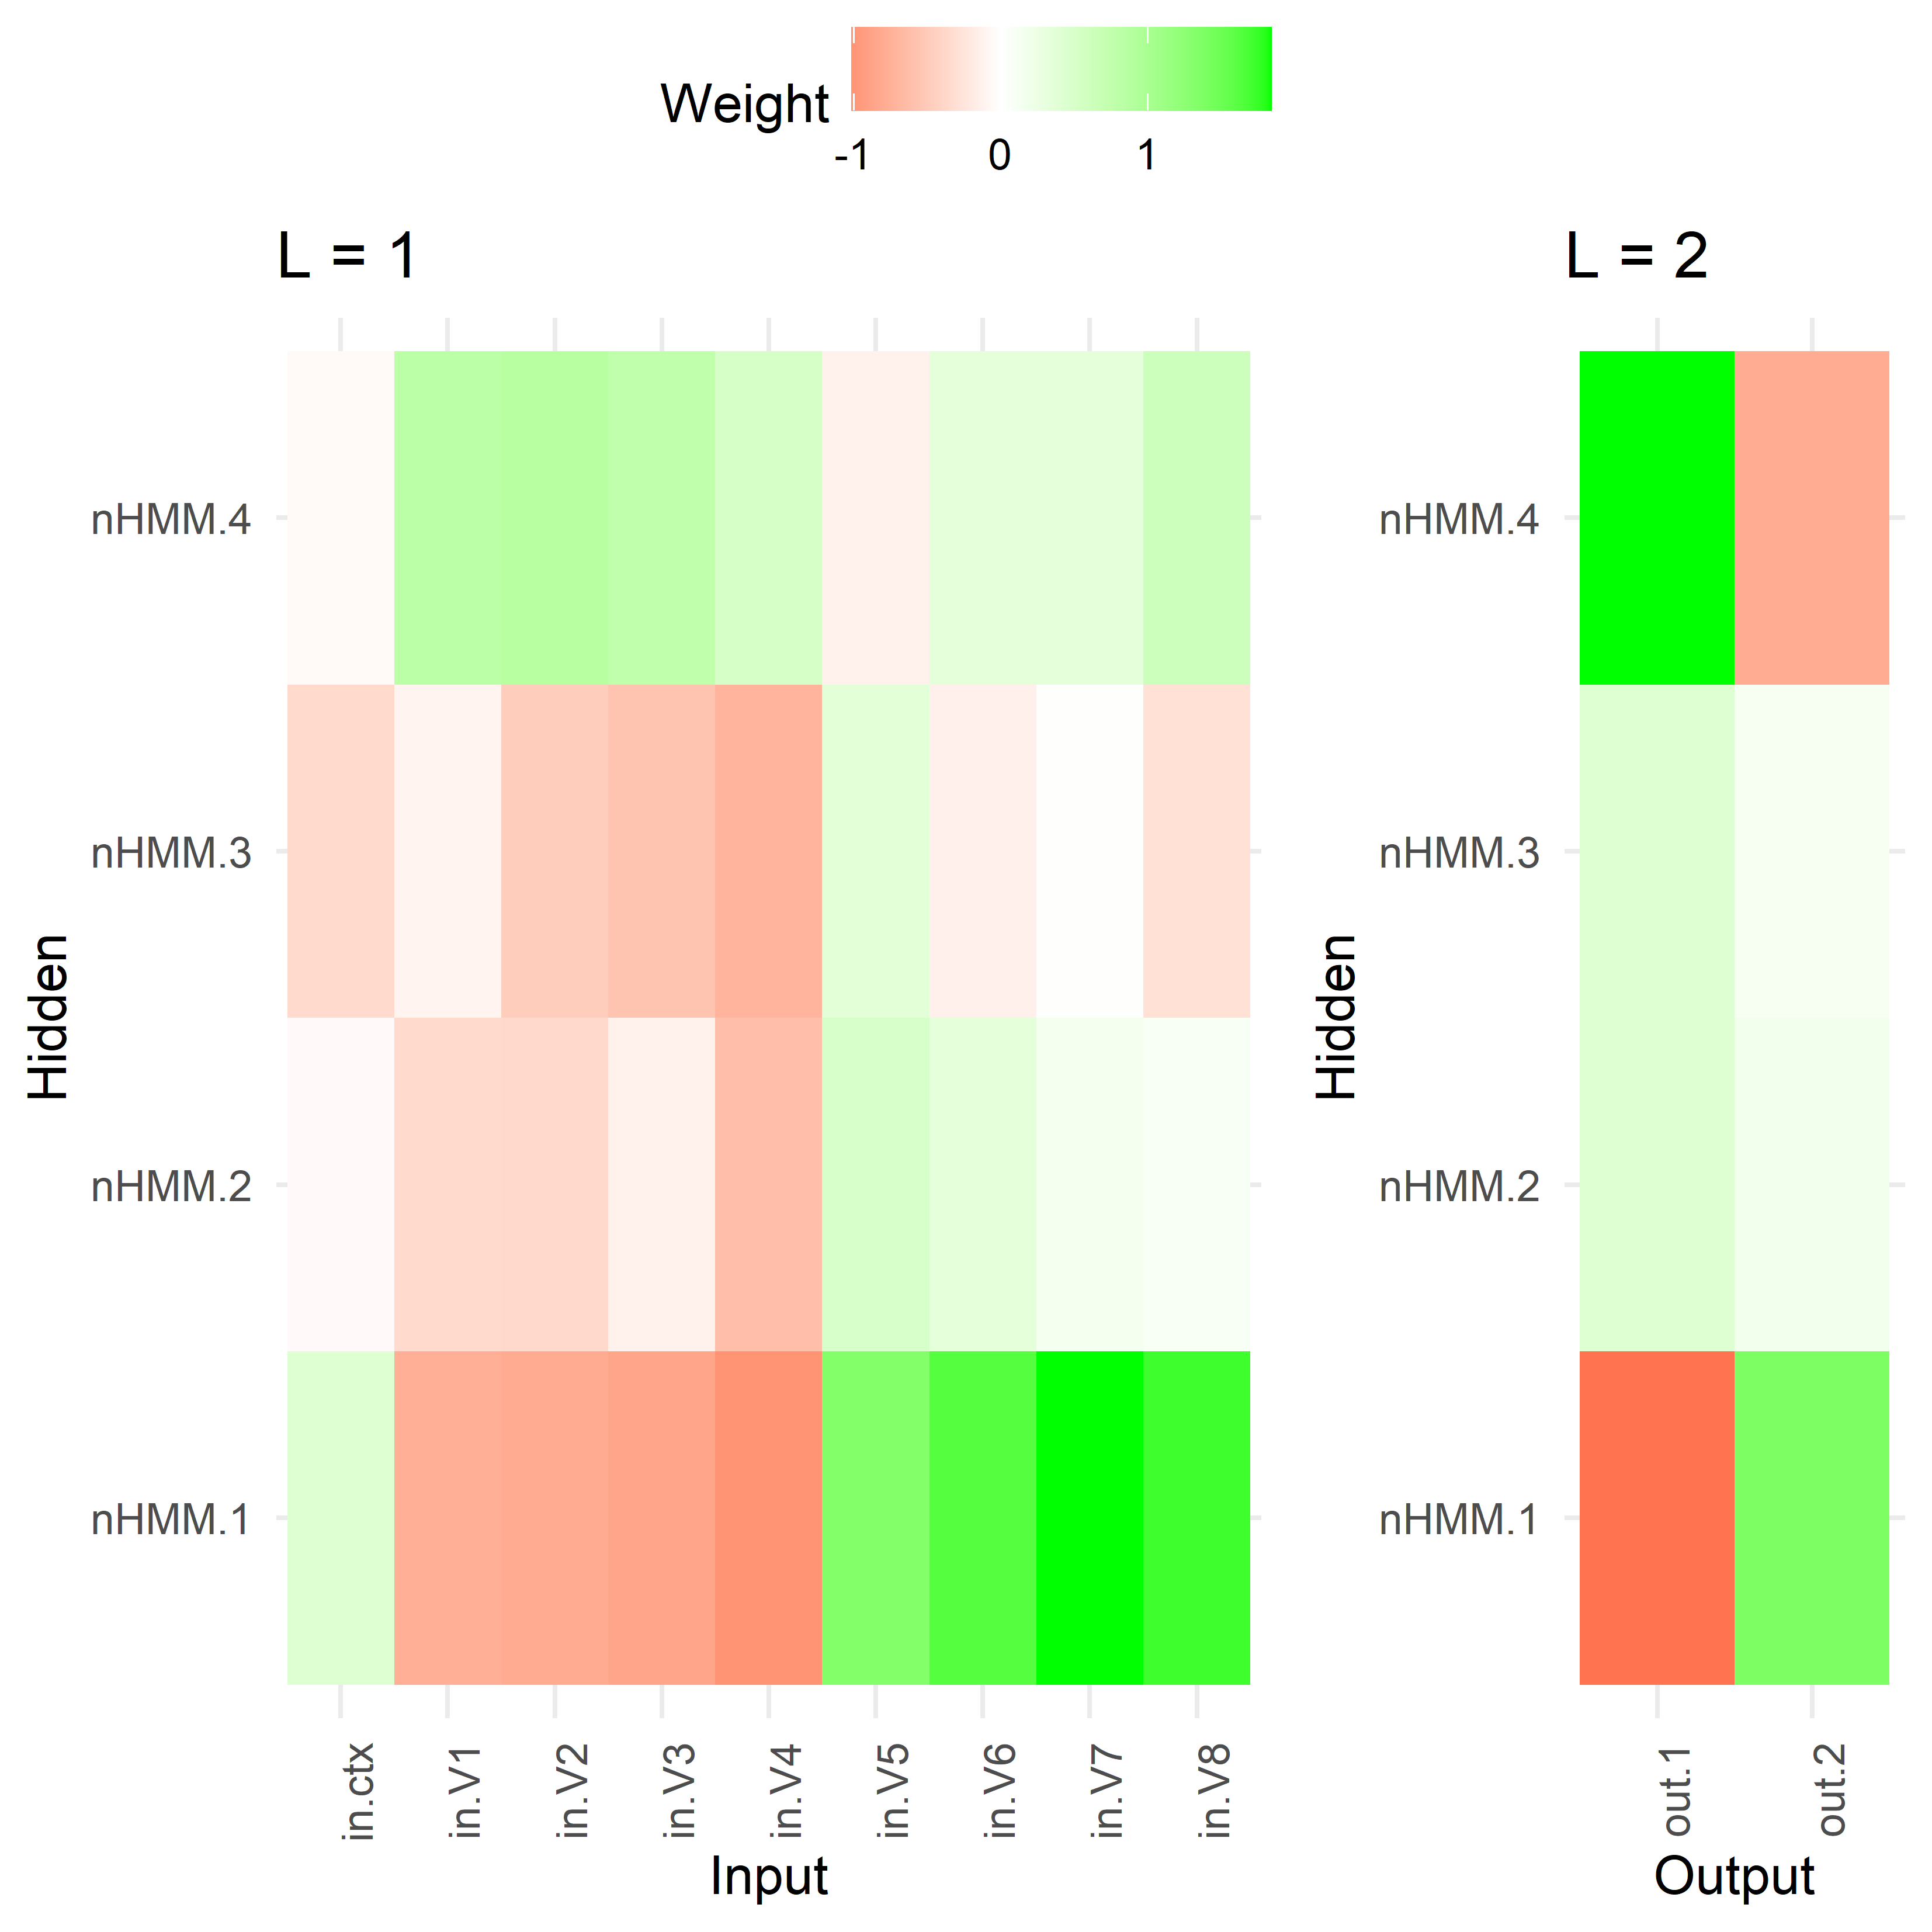 Weight
-1 0 1
L = 1
L = 2
nHMM.4
nHMM.3
nHMM.2
nHMM.1
Hidden
in.ctx
in.V1
in.V2
in.V3
in.V4
in.V5
in.V6
in.V7
in.V8
Input
nHMM.4
nHMM.3
nHMM.2
nHMM.1
Hidden
out.1
out.2
Output